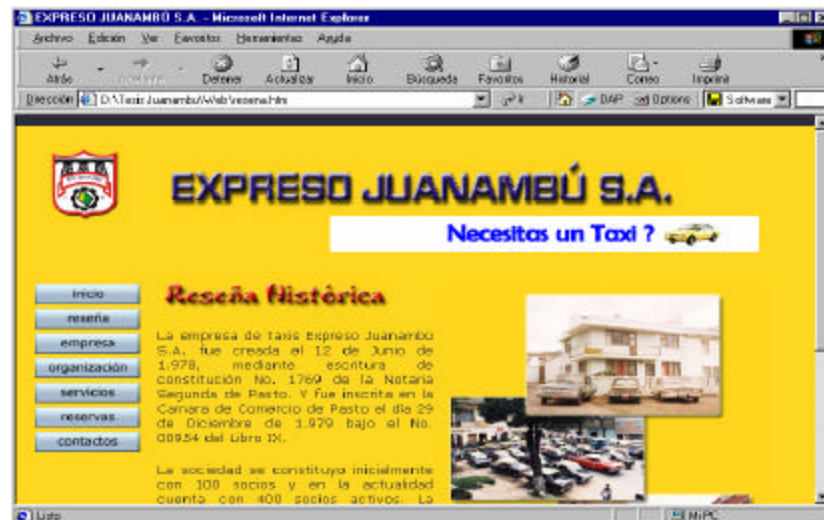 EXPRESO JUANAMBÚ S.A. - Microsoft Internet Explorer
Archivo Edición Ver Favoritos Herramientas Ayuda
Atrás Detener Actualizar Inicio Búsqueda Favoritos Historial Correo Imprimir
Dirección D:\Tesis Juanambu\Web\resena.htm Ir DAP Options Software
EXPRESO JUANAMBÚ S.A.
Necesitas un Taxi ?
inicio
reseña
empresa
organización
servicios
reservas
contactos
Reseña Histórica
La empresa de taxis Expreso Juanambú
S.A. fue creada el 12 de Junio de
1.978, mediante escritura de
constitución No. 1769 de la Notaria
Segunda de Pasto. Y fue inscrita en la
Camara de Comercio de Pasto el día 29
de Diciembre de 1.979 bajo el No.
00954 del Libro IX.
La sociedad se constituyo inicialmente
con 100 socios y en la actualidad
cuenta con 400 socios activos. La
Listo Mi PC